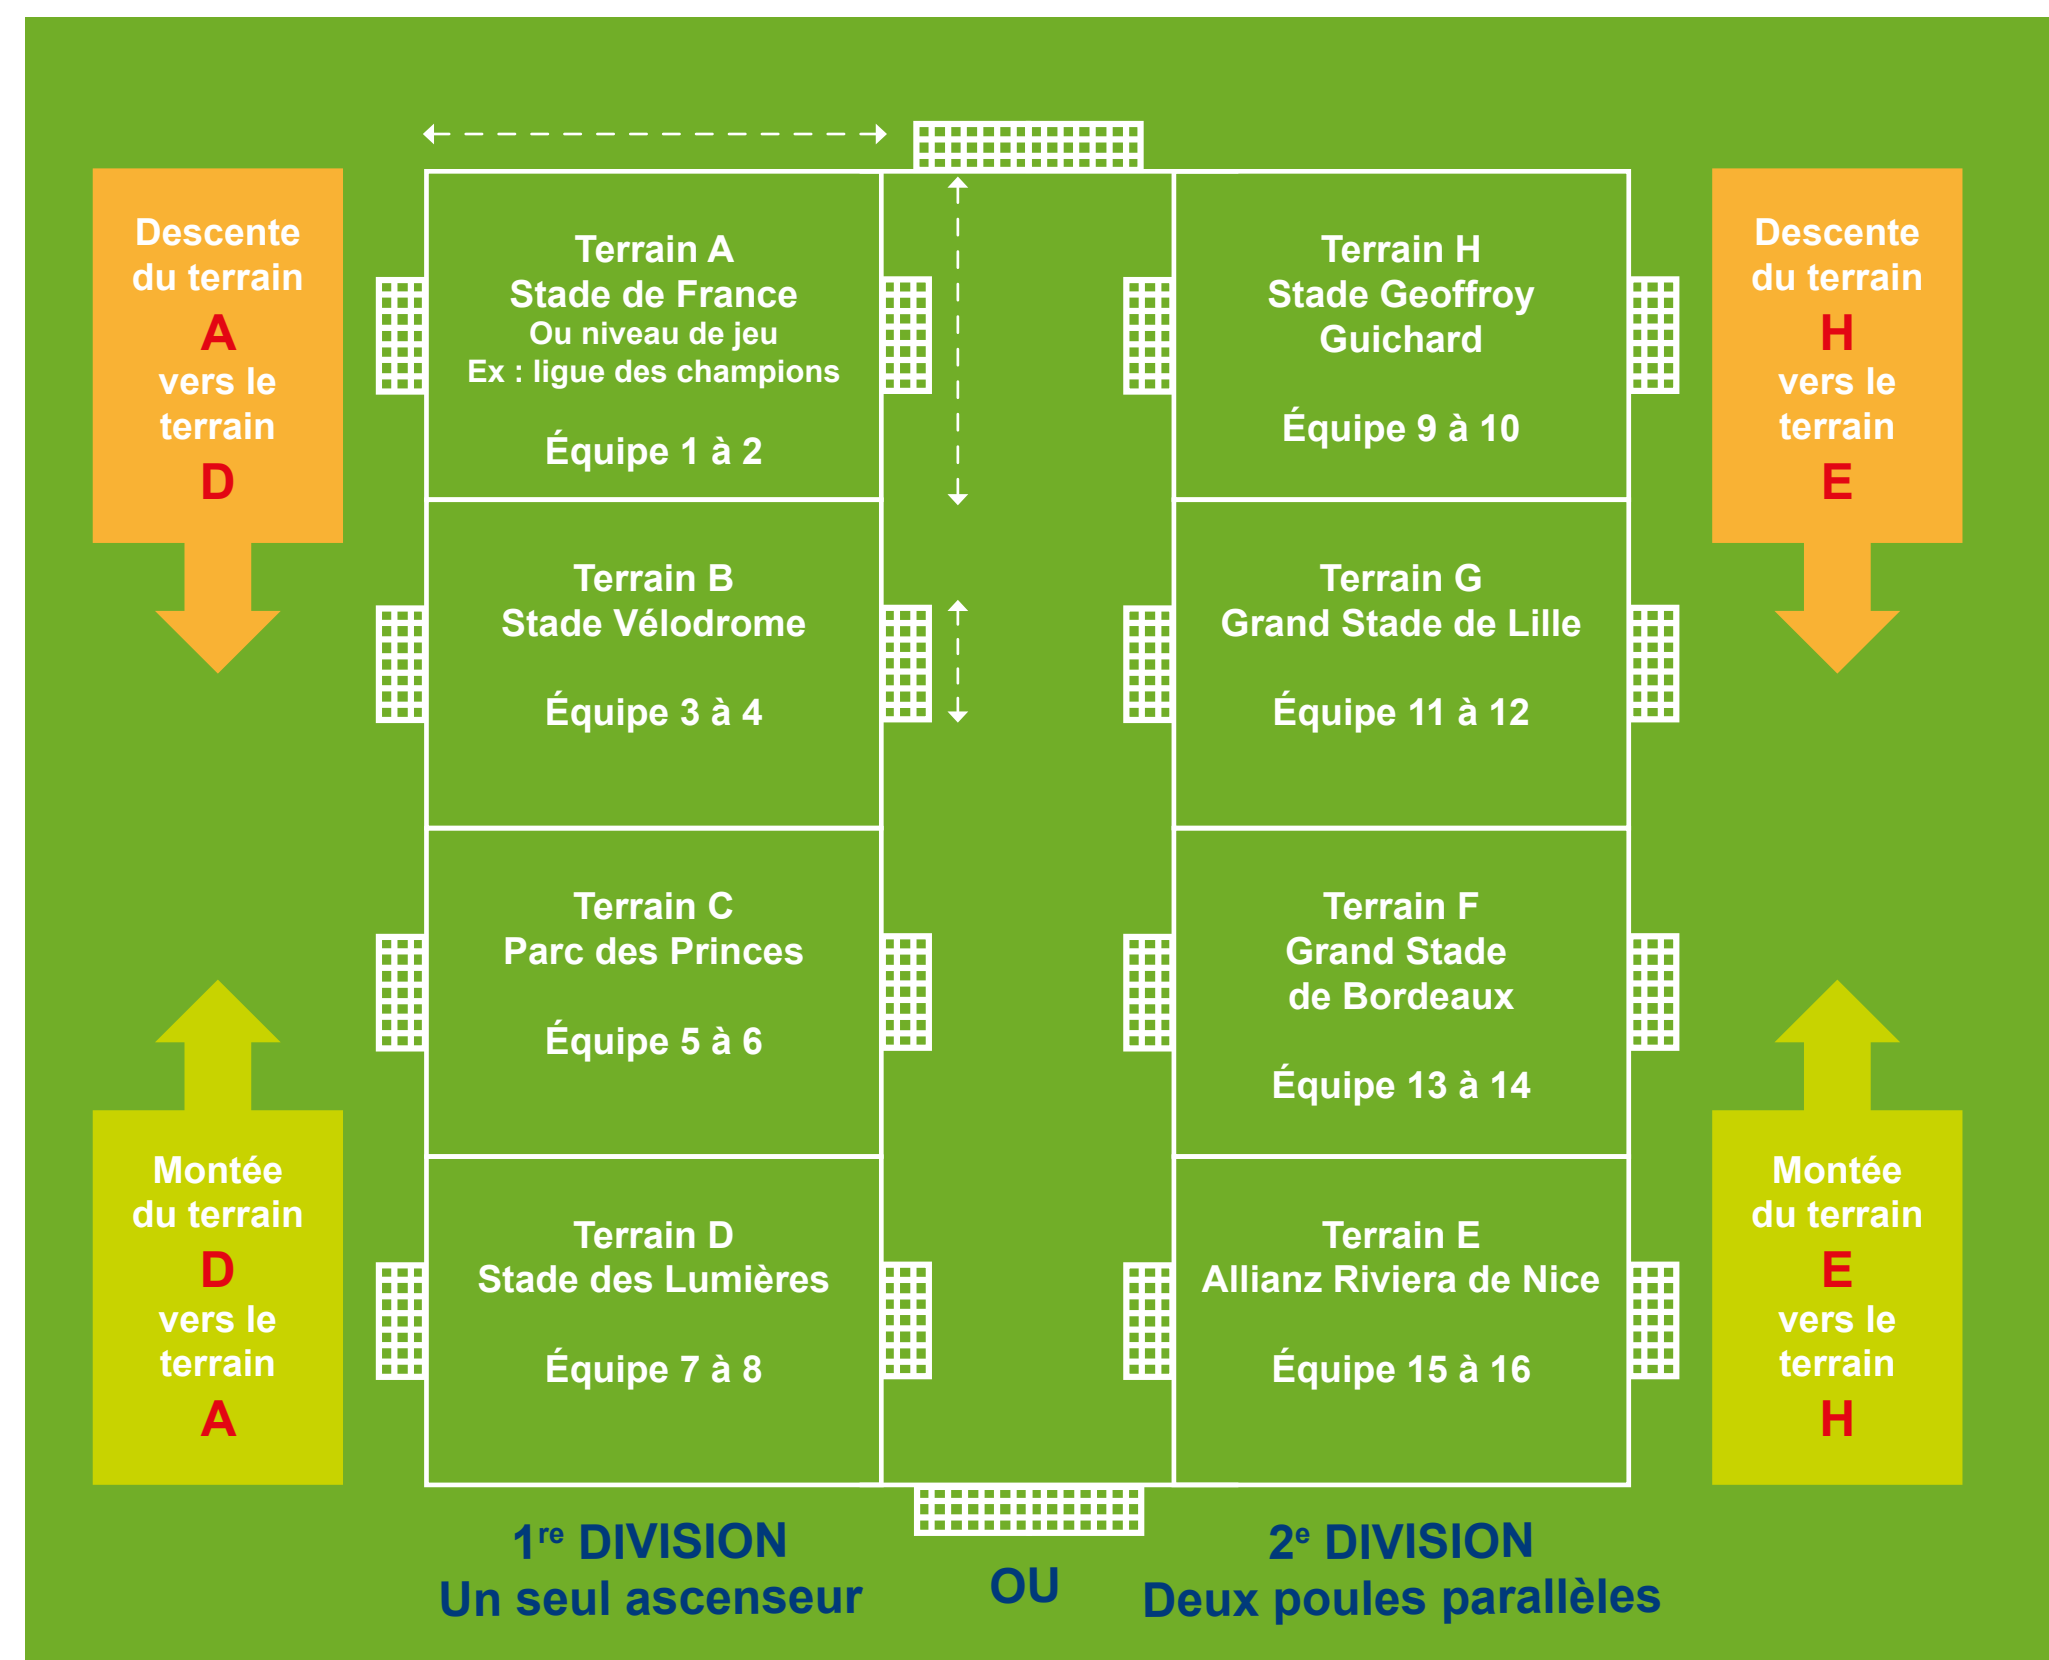 Descente
du terrain
A
vers le
terrain
D
Montée
du terrain
D
vers le
terrain
A
Terrain A
Stade de France
Ou niveau de jeu
Ex : ligue des champions
Équipe 1 à 2
Terrain B
Stade Vélodrome
Équipe 3 à 4
Terrain C
Parc des Princes
Équipe 5 à 6
Terrain D
Stade des Lumières
Équipe 7 à 8
Terrain H
Stade Geoffroy
Guichard
Équipe 9 à 10
Terrain G
Grand Stade de Lille
Équipe 11 à 12
Terrain F
Grand Stade
de Bordeaux
Équipe 13 à 14
Terrain E
Allianz Riviera de Nice
Équipe 15 à 16
Descente
du terrain
H
vers le
terrain
E
Montée
du terrain
E
vers le
terrain
H
1re DIVISION
Un seul ascenseur
OU
2e DIVISION
Deux poules parallèles